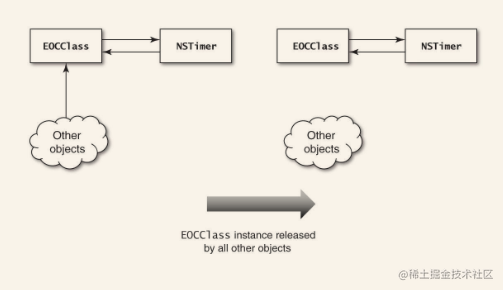 EOCClass
NSTimer
EOCClass
NSTimer
Other
objects
Other
objects
EOCClass instance released
by all other objects
@稀土掘金技术社区